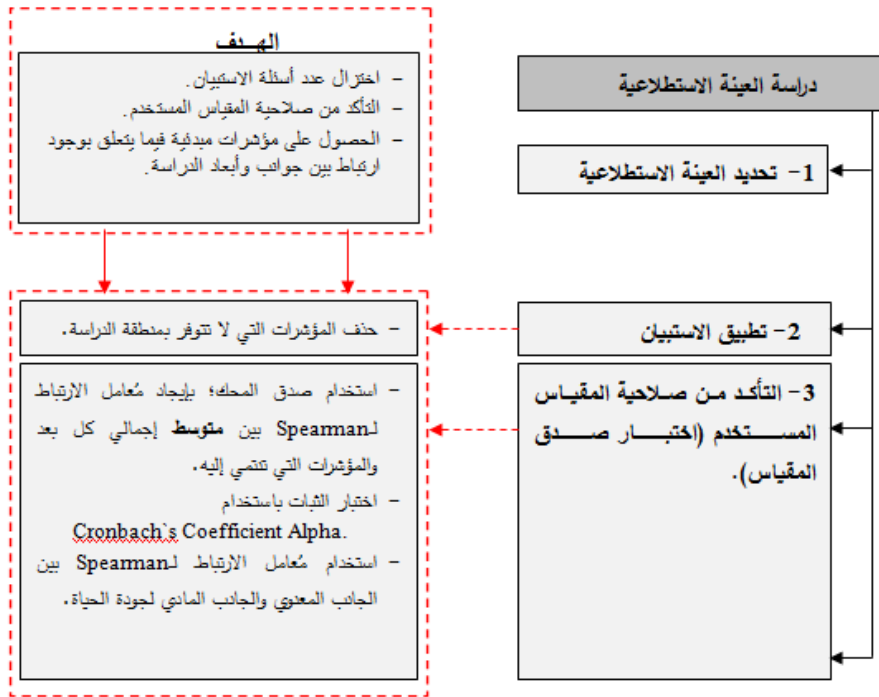 دراسة العينة الاستطلاعية
1- تحديد العينة الاستطلاعية
2- تطبيق الاستبيان
3- التأكد من صلاحية المقياس
المستخدم (اختبار صدق
المقياس).
الهدف
- اختزال عدد أسئلة الاستبيان.
- التأكد من صلاحية المقياس المستخدم.
- الحصول على مؤشرات مبدئية فيما يتعلق بوجود
ارتباط بين جوانب وأبعاد الدراسة.
- حذف المؤشرات التي لا تتوفر بمنطقة الدراسة.
- استخدام صدق المحك؛ بإيجاد مُعامل الارتباط
لـSpearman بين متوسط إجمالي كل بعد
والمؤشرات التي تنتمي إليه.
- اختبار الثبات باستخدام
Cronbach`s Coefficient Alpha.
- استخدام مُعامل الارتباط لـSpearman بين
الجانب المعنوي والجانب المادي لجودة الحياة.